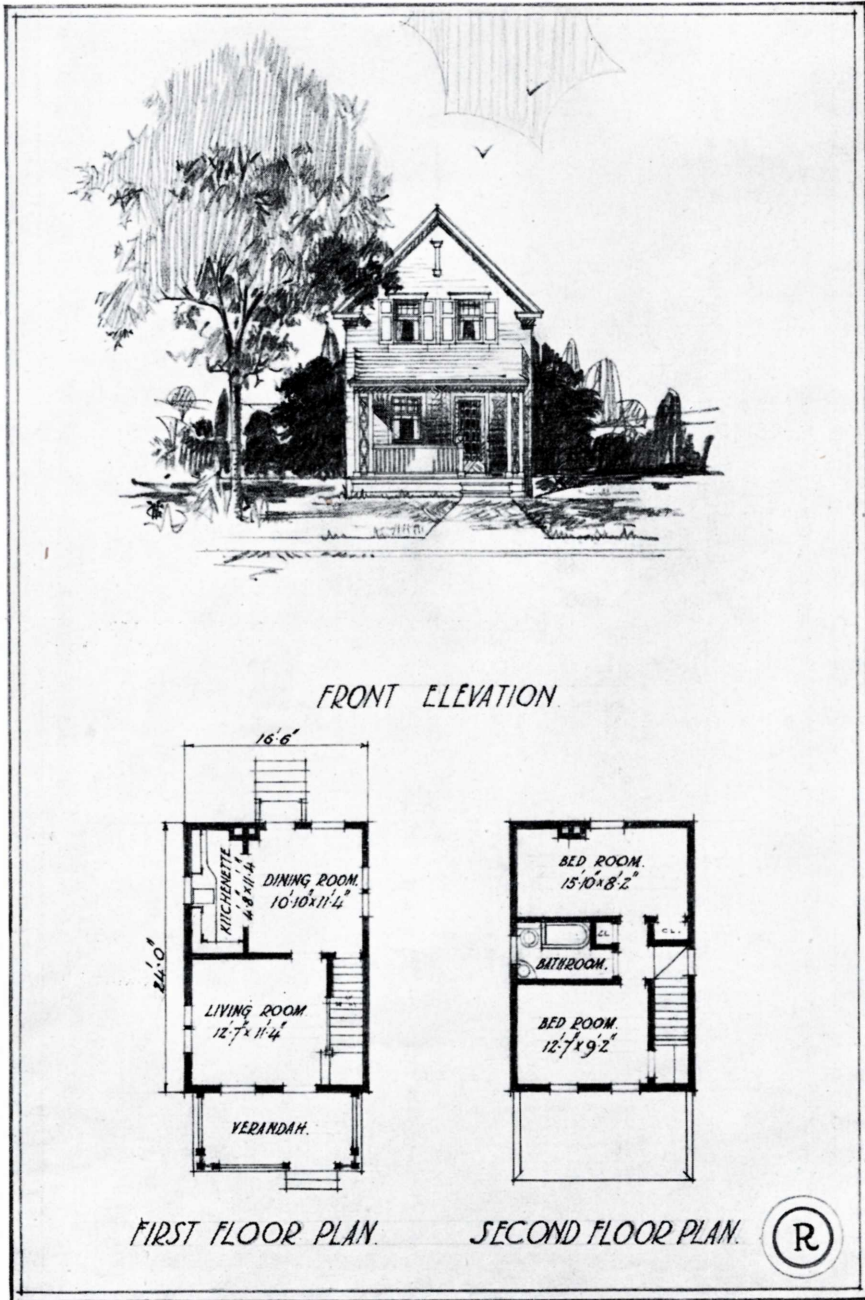 FRONT ELEVATION.
16'-6"
24'-0"
KITCHENETTE
4'-8"x11'-4"
DINING ROOM.
10'-10"x11'-4"
LIVING ROOM
12'-7"x11'-4"
VERANDAH.
BED ROOM.
15'-10"x8'-2"
BATHROOM.
BED ROOM.
12'-7"x9'-2"
FIRST FLOOR PLAN.
SECOND FLOOR PLAN.
R